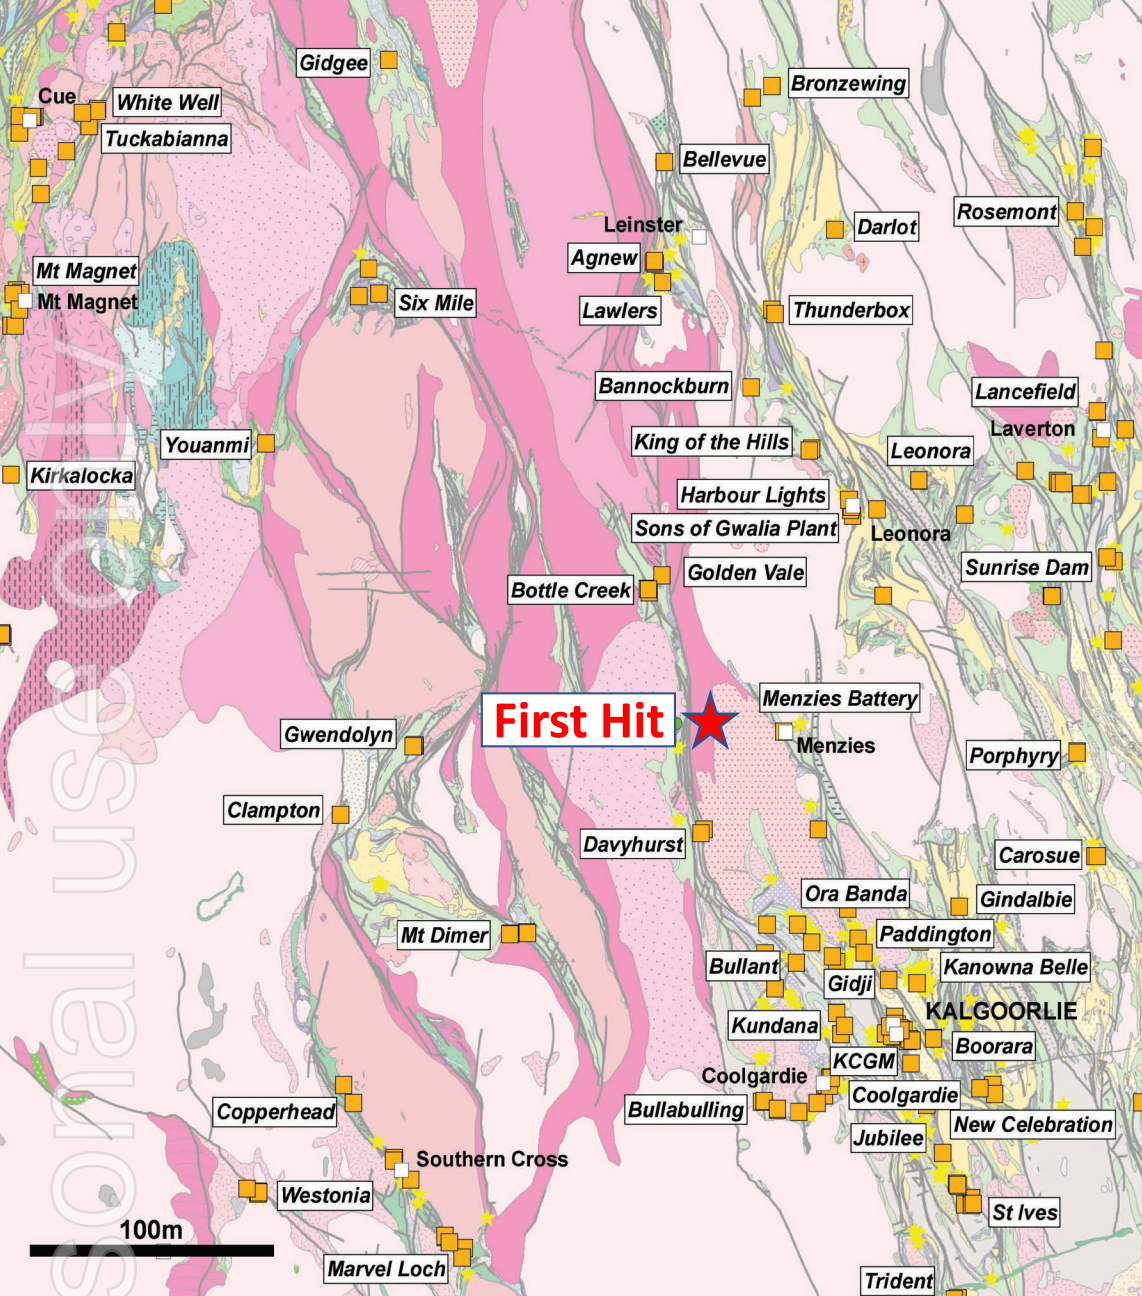 Gidgee
Bronzewing
Cue
White Well
Tuckabianna
Bellevue
Rosemont
Leinster
Darlot
Agnew
Mt Magnet
Mt Magnet
Six Mile
Lawlers
Thunderbox
Bannockburn
Lancefield
Laverton
Youanmi
King of the Hills
Leonora
Kirkalocka
Harbour Lights
Sons of Gwalia Plant
Leonora
Sunrise Dam
Golden Vale
Bottle Creek
Menzies Battery
First Hit
Gwendolyn
Menzies
Porphyry
Clampton
Davyhurst
Carosue
Ora Banda
Gindalbie
Mt Dimer
Paddington
Bullant
Kanowna Belle
Gidji
KALGOORLIE
Kundana
Boorara
KCGM
Coolgardie
Coolgardie
Bullabulling
Copperhead
New Celebration
Jubilee
Southern Cross
Westonia
St Ives
100m
Marvel Loch
Trident
sonal use only